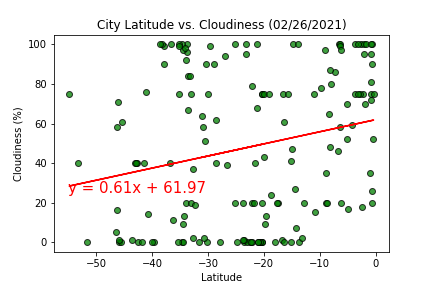 City Latitude vs. Cloudiness (02/26/2021)
100
80
60
40
20
0
Cloudiness (%)
y = 0.61x + 61.97
−50 −40 −30 −20 −10 0
Latitude